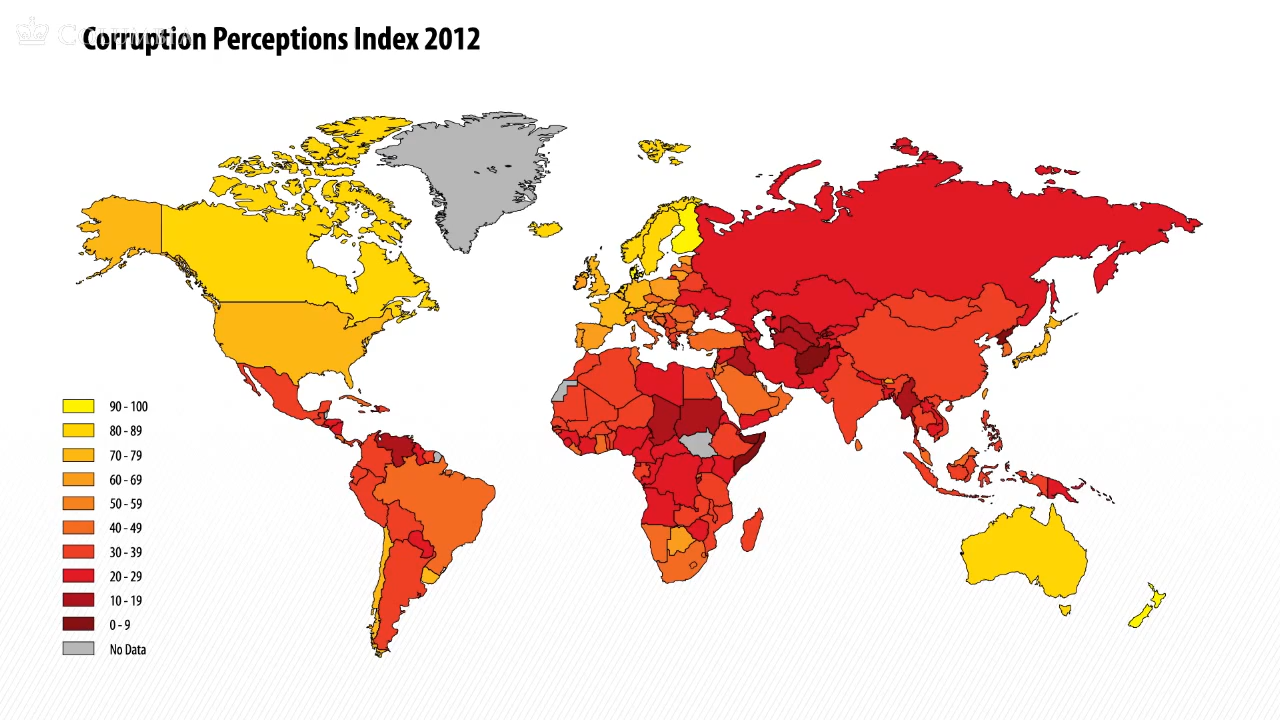 COLUMBIA
Corruption Perceptions Index 2012
90 - 100
80 - 89
70 - 79
60 - 69
50 - 59
40 - 49
30 - 39
20 - 29
10 - 19
0 - 9
No Data